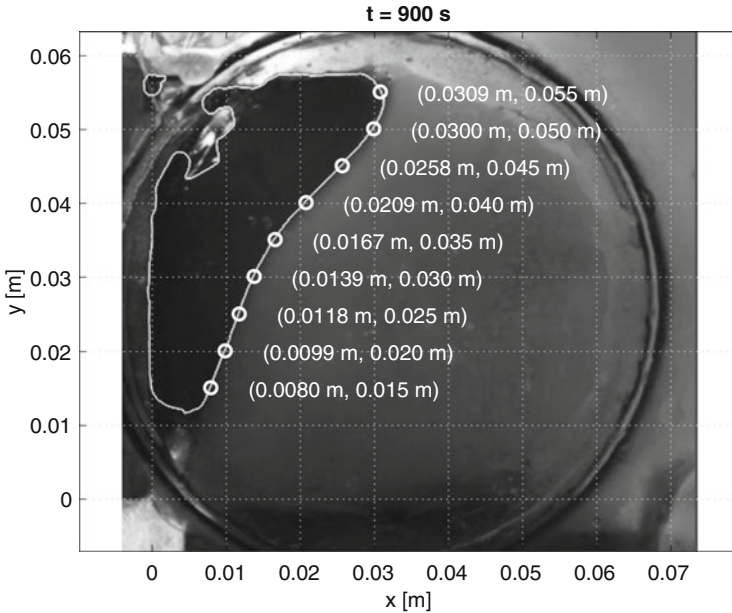 t = 900 s
0.06
(0.0309 m, 0.055 m)
0.05
(0.0300 m, 0.050 m)
(0.0258 m, 0.045 m)
0.04
(0.0209 m, 0.040 m)
(0.0167 m, 0.035 m)
0.03
(0.0139 m, 0.030 m)
(0.0118 m, 0.025 m)
0.02
(0.0099 m, 0.020 m)
(0.0080 m, 0.015 m)
0.01
0
y [m]
0 0.01 0.02 0.03 0.04 0.05 0.06 0.07
x [m]